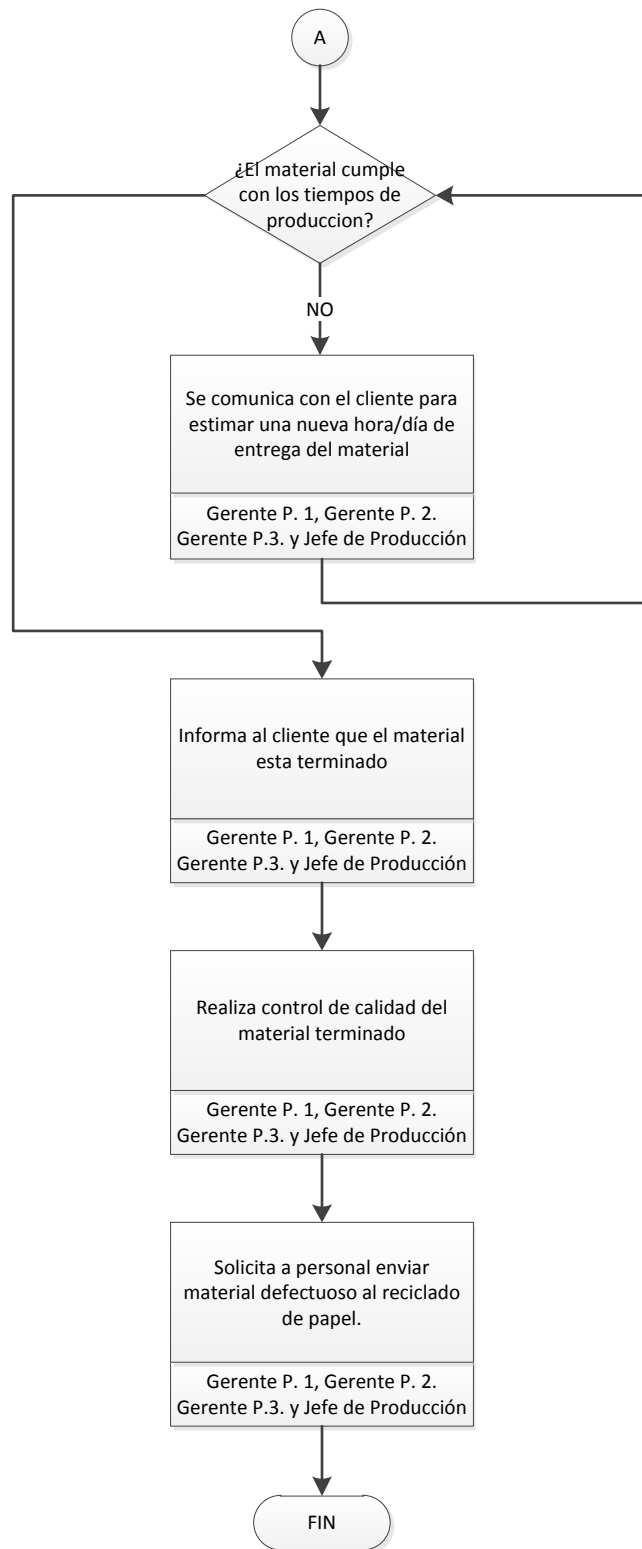 A
¿El material cumple
con los tiempos de
produccion?
NO
Se comunica con el cliente para
estimar una nueva hora/día de
entrega del material
Gerente P. 1, Gerente P. 2.
Gerente P.3. y Jefe de Producción
Informa al cliente que el material
esta terminado
Gerente P. 1, Gerente P. 2.
Gerente P.3. y Jefe de Producción
Realiza control de calidad del
material terminado
Gerente P. 1, Gerente P. 2.
Gerente P.3. y Jefe de Producción
Solicita a personal enviar
material defectuoso al reciclado
de papel.
Gerente P. 1, Gerente P. 2.
Gerente P.3. y Jefe de Producción
FIN